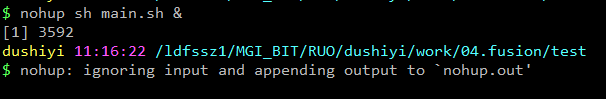 $ nohup sh main.sh &
[1] 3592
dushiyi 11:16:22 /ldfssz1/MGI_BIT/RUO/dushiyi/work/04.fusion/test
$ nohup: ignoring input and appending output to `nohup.out'